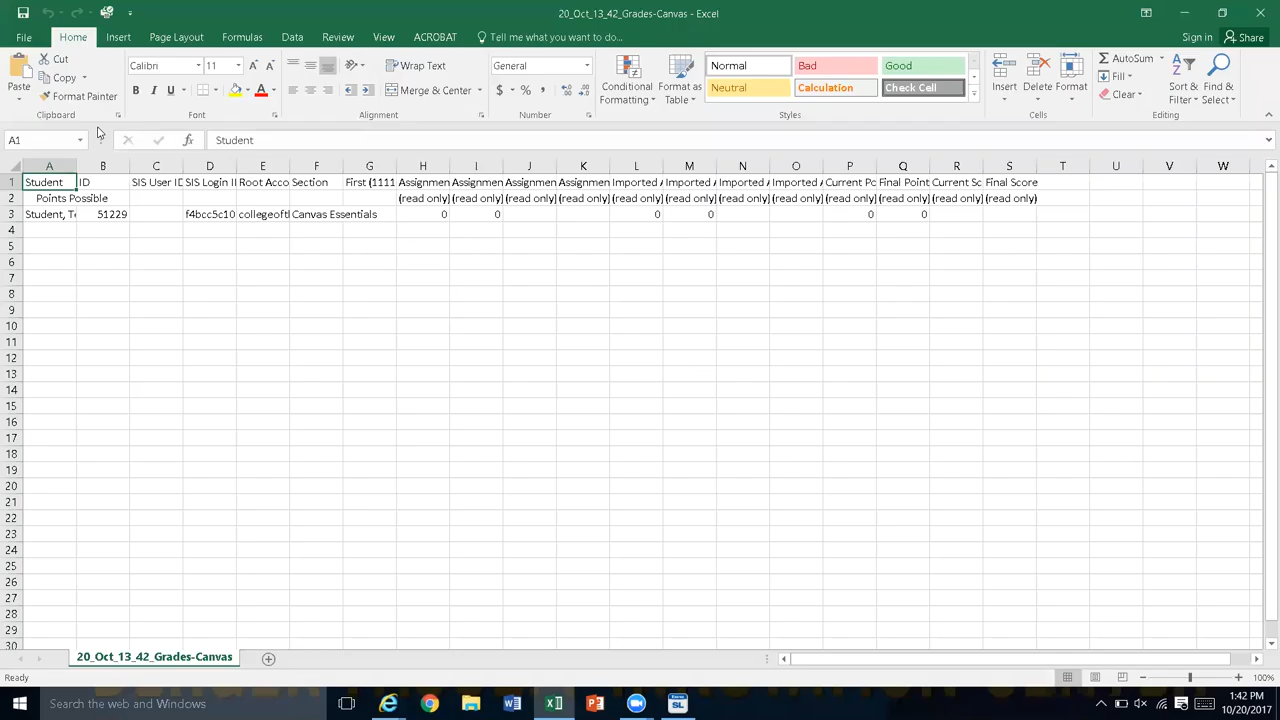 20_Oct_13_42_Grades-Canvas - Excel
File Home Insert Page Layout Formulas Data Review View ACROBAT Tell me what you want to do... Sign in Share
Paste Cut Copy Format Painter Clipboard
Calibri 11 A A B I U A Font
Wrap Text Merge & Center Alignment
General $ % , Number
Conditional Formatting Format as Table Normal Bad Good Neutral Calculation Check Cell Styles
Insert Delete Format Cells
AutoSum Fill Clear Sort & Filter Find & Select Editing
A1 fx Student
A B C D E F G H I J K L M N O P Q R S T U V W
1 Student ID SIS User ID SIS Login II Root Acco Section First (1111 Assignmen Assignmen Assignmen Assignmen Imported A Imported A Imported A Imported A Current Po Final Point Current Sc Final Score
2 Points Possible (read only) (read only) (read only) (read only) (read only) (read only) (read only) (read only) (read only) (read only) (read only) (read only)
3 Student, Te 51229 f4bcc5c10 collegeoftl Canvas Essentials 0 0 0 0 0 0
4
5
6
7
8
9
10
11
12
13
14
15
16
17
18
19
20
21
22
23
24
25
26
27
28
29
30
20_Oct_13_42_Grades-Canvas
Ready 100%
Search the web and Windows
1:42 PM
10/20/2017